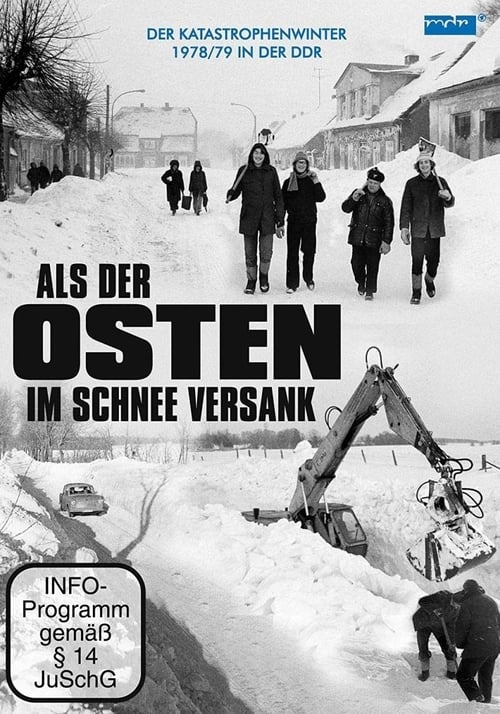 mdr
DER KATASTROPHENWINTER
1978/79 IN DER DDR
ALS DER
OSTEN
IM SCHNEE VERSANK
INFO-
Programm
gemäß
§ 14
JuSchG